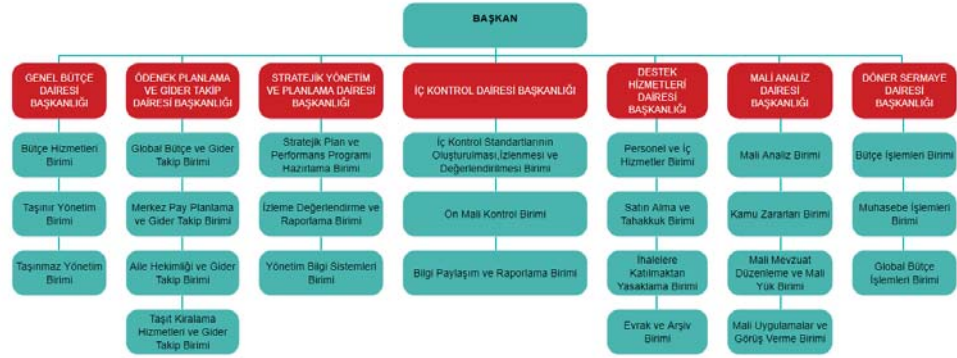 BAŞKAN
GENEL BÜTÇE
DAİRESİ
BAŞKANLIĞI
Bütçe Hizmetleri
Birimi
Taşınır Yönetim
Birimi
Taşınmaz Yönetim
Birimi
ÖDENEK PLANLAMA
VE GİDER TAKİP
DAİRESİ BAŞKANLIĞI
Global Bütçe ve Gider
Takip Birimi
Merkez Pay Planlama
ve Gider Takip Birimi
Aile Hekimliği ve Gider
Takip Birimi
Taşıt Kiralama
Hizmetleri ve Gider
Takip Birimi
STRATEJİK YÖNETİM
VE PLANLAMA DAİRESİ
BAŞKANLIĞI
Stratejik Plan ve
Performans Programı
Hazırlama Birimi
İzleme Değerlendirme ve
Raporlama Birimi
Yönetim Bilgi Sistemleri
Birimi
İÇ KONTROL DAİRESİ BAŞKANLIĞI
İç Kontrol Standartlarının
Oluşturulması,İzlenmesi ve
Değerlendirilmesi Birimi
Ön Mali Kontrol Birimi
Bilgi Paylaşım ve Raporlama Birimi
DESTEK
HİZMETLERİ
DAİRESİ
BAŞKANLIĞI
Personel ve İç
Hizmetler Birimi
Satın Alma ve
Tahakkuk Birimi
İhalelere
Katılmaktan
Yasaklama Birimi
Evrak ve Arşiv
Birimi
MALİ ANALİZ
DAİRESİ
BAŞKANLIĞI
Mali Analiz Birimi
Kamu Zararları Birimi
Mali Mevzuat
Düzenleme ve Mali
Yük Birimi
Mali Uygulamalar ve
Görüş Verme Birimi
DÖNER SERMAYE
DAİRESİ
BAŞKANLIĞI
Bütçe İşlemleri Birimi
Muhasebe İşlemleri
Birimi
Global Bütçe
İşlemleri Birimi